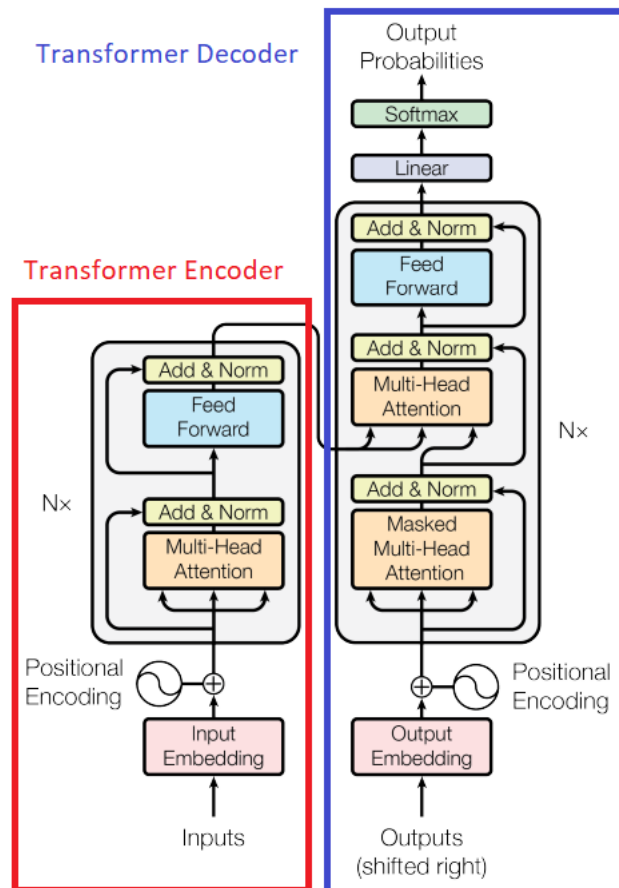 Transformer Decoder
Output
Probabilities
Softmax
Linear
Add & Norm
Feed
Forward
Add & Norm
Multi-Head
Attention
Nx
Add & Norm
Masked
Multi-Head
Attention
Positional
Encoding
Output
Embedding
Outputs
(shifted right)
Transformer Encoder
Add & Norm
Feed
Forward
Nx
Add & Norm
Multi-Head
Attention
Positional
Encoding
Input
Embedding
Inputs